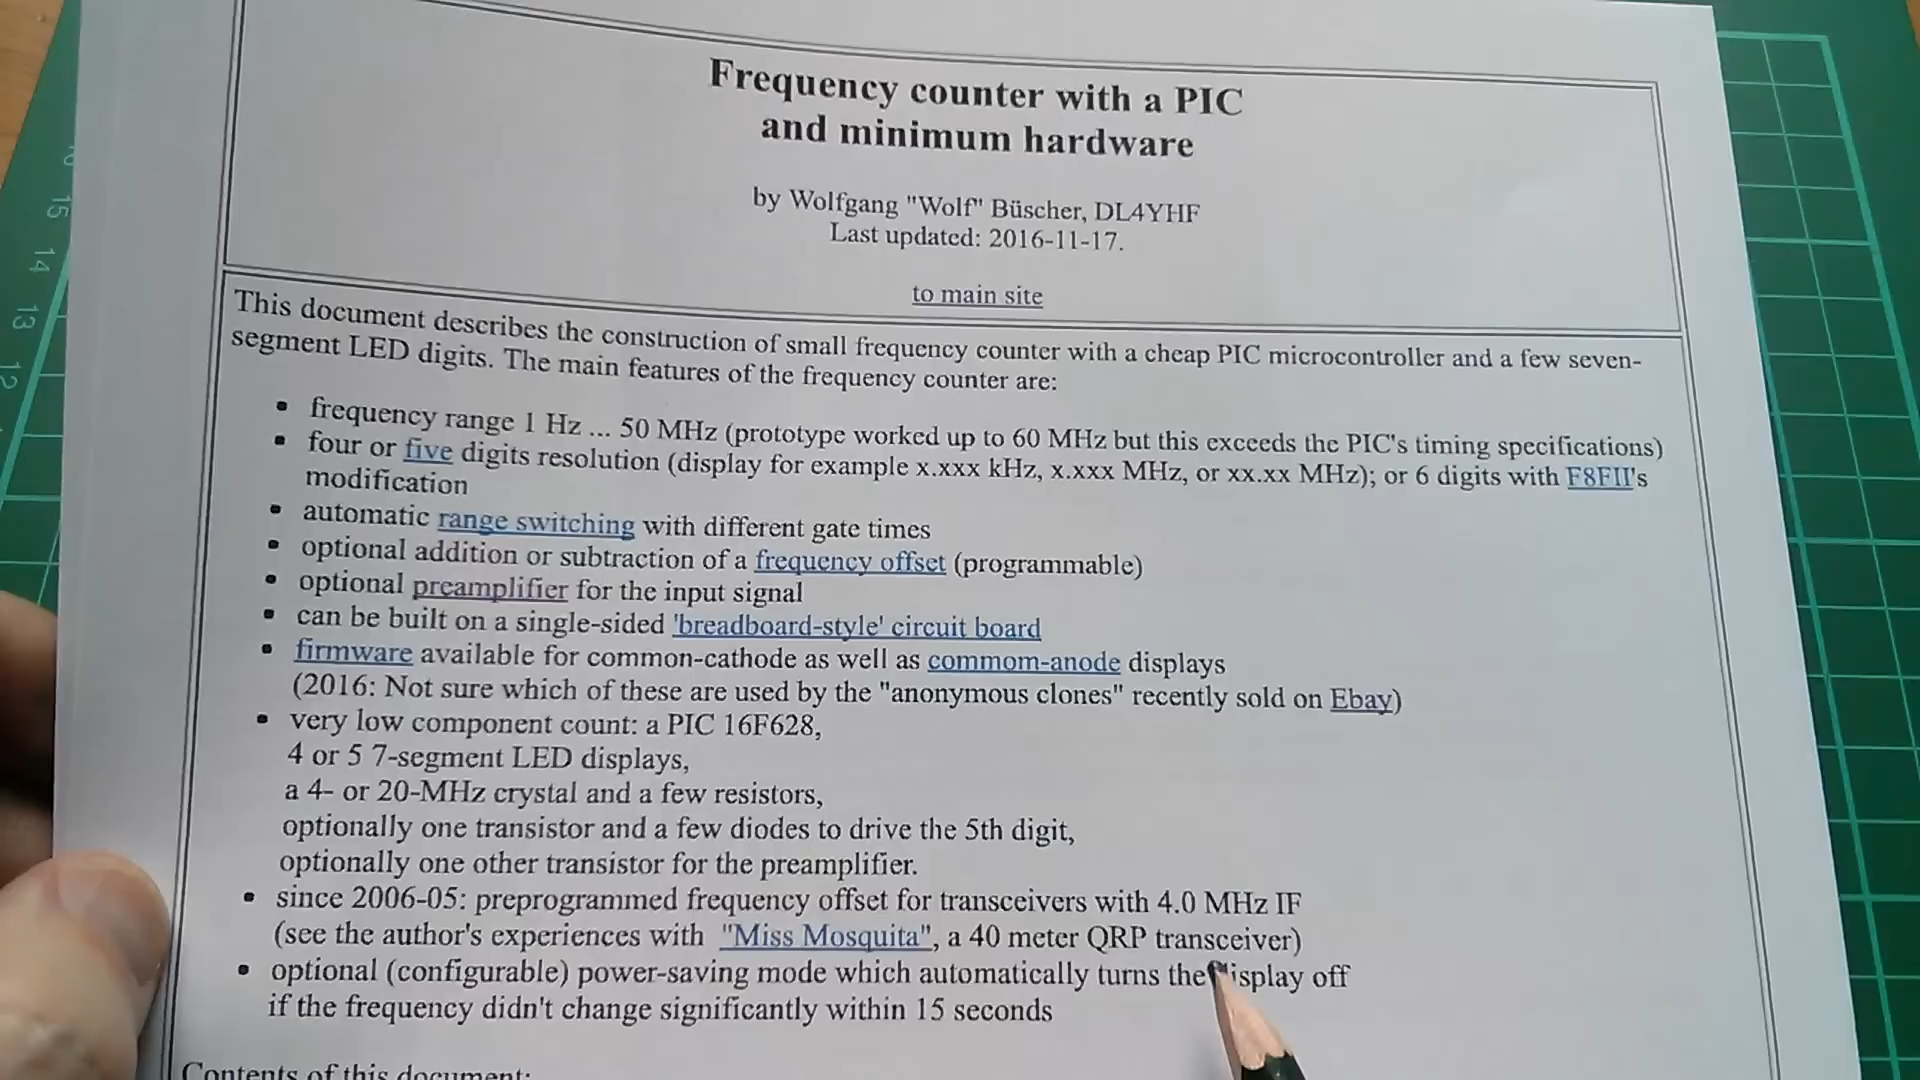 Frequency counter with a PIC
and minimum hardware
by Wolfgang "Wolf" Büscher, DL4YHF
Last updated: 2016-11-17.
to main site
This document describes the construction of small frequency counter with a cheap PIC microcontroller and a few seven-
segment LED digits. The main features of the frequency counter are:
• frequency range 1 Hz ... 50 MHz (prototype worked up to 60 MHz but this exceeds the PIC's timing specifications)
• four or five digits resolution (display for example x.xxx kHz, x.xxx MHz, or xx.xx MHz); or 6 digits with F8FII's
modification
• automatic range switching with different gate times
• optional addition or subtraction of a frequency offset (programmable)
• optional preamplifier for the input signal
• can be built on a single-sided 'breadboard-style' circuit board
• firmware available for common-cathode as well as commom-anode displays
(2016: Not sure which of these are used by the "anonymous clones" recently sold on Ebay)
• very low component count: a PIC 16F628,
4 or 5 7-segment LED displays,
a 4- or 20-MHz crystal and a few resistors,
optionally one transistor and a few diodes to drive the 5th digit,
optionally one other transistor for the preamplifier.
• since 2006-05: preprogrammed frequency offset for transceivers with 4.0 MHz IF
(see the author's experiences with "Miss Mosquita", a 40 meter QRP transceiver)
• optional (configurable) power-saving mode which automatically turns the display off
if the frequency didn't change significantly within 15 seconds
Contents of this document:
15
14
13
12